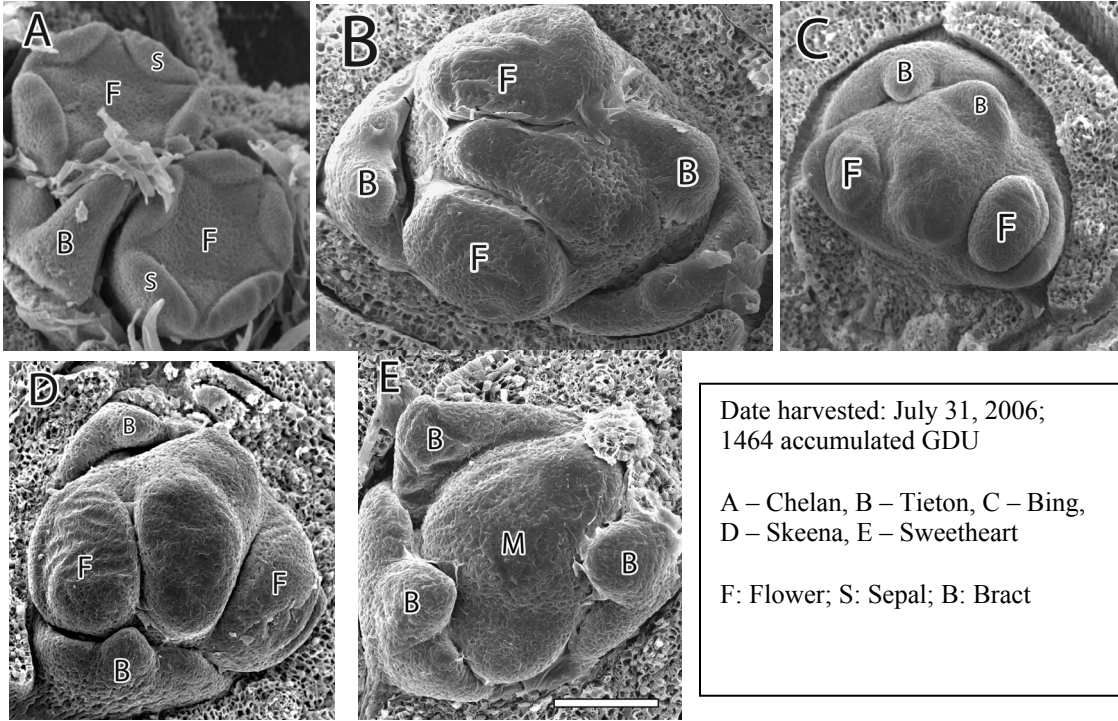 A
S
F
B
F
S
B
F
B
B
F
C
B
B
F
F
D
B
F
F
B
E
B
M
B
B
Date harvested: July 31, 2006;
1464 accumulated GDU
A – Chelan, B – Tieton, C – Bing,
D – Skeena, E – Sweetheart
F: Flower; S: Sepal; B: Bract